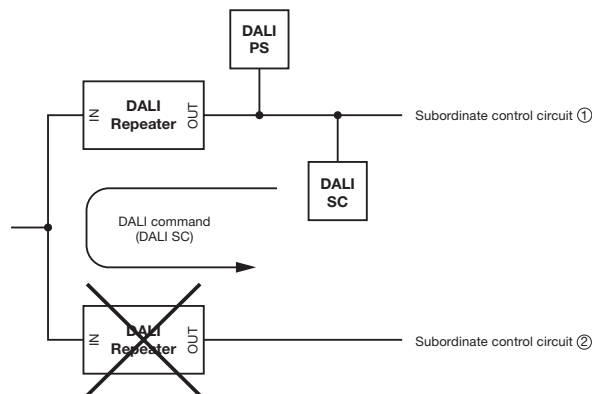 DALI
PS
IN
DALI
Repeater
OUT
Subordinate control circuit ①
DALI
SC
DALI command
(DALI SC)
IN
DALI
Repeater
OUT
Subordinate control circuit ②